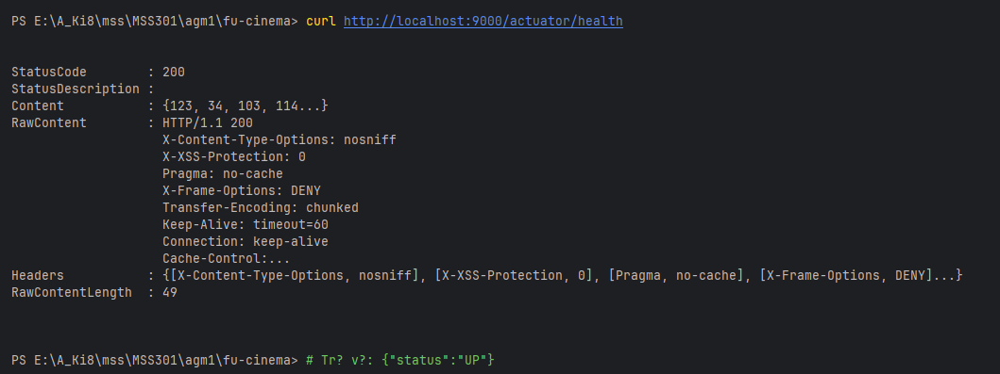 PS E:\A_Ki8\mss\MSS301\agm1\fu-cinema> curl http://localhost:9000/actuator/health
StatusCode        : 200
StatusDescription :
Content           : {123, 34, 103, 114...}
RawContent        : HTTP/1.1 200
                    X-Content-Type-Options: nosniff
                    X-XSS-Protection: 0
                    Pragma: no-cache
                    X-Frame-Options: DENY
                    Transfer-Encoding: chunked
                    Keep-Alive: timeout=60
                    Connection: keep-alive
                    Cache-Control:...
Headers           : {[X-Content-Type-Options, nosniff], [X-XSS-Protection, 0], [Pragma, no-cache], [X-Frame-Options, DENY]...}
RawContentLength  : 49
PS E:\A_Ki8\mss\MSS301\agm1\fu-cinema> # Tr? v?: {"status":"UP"}